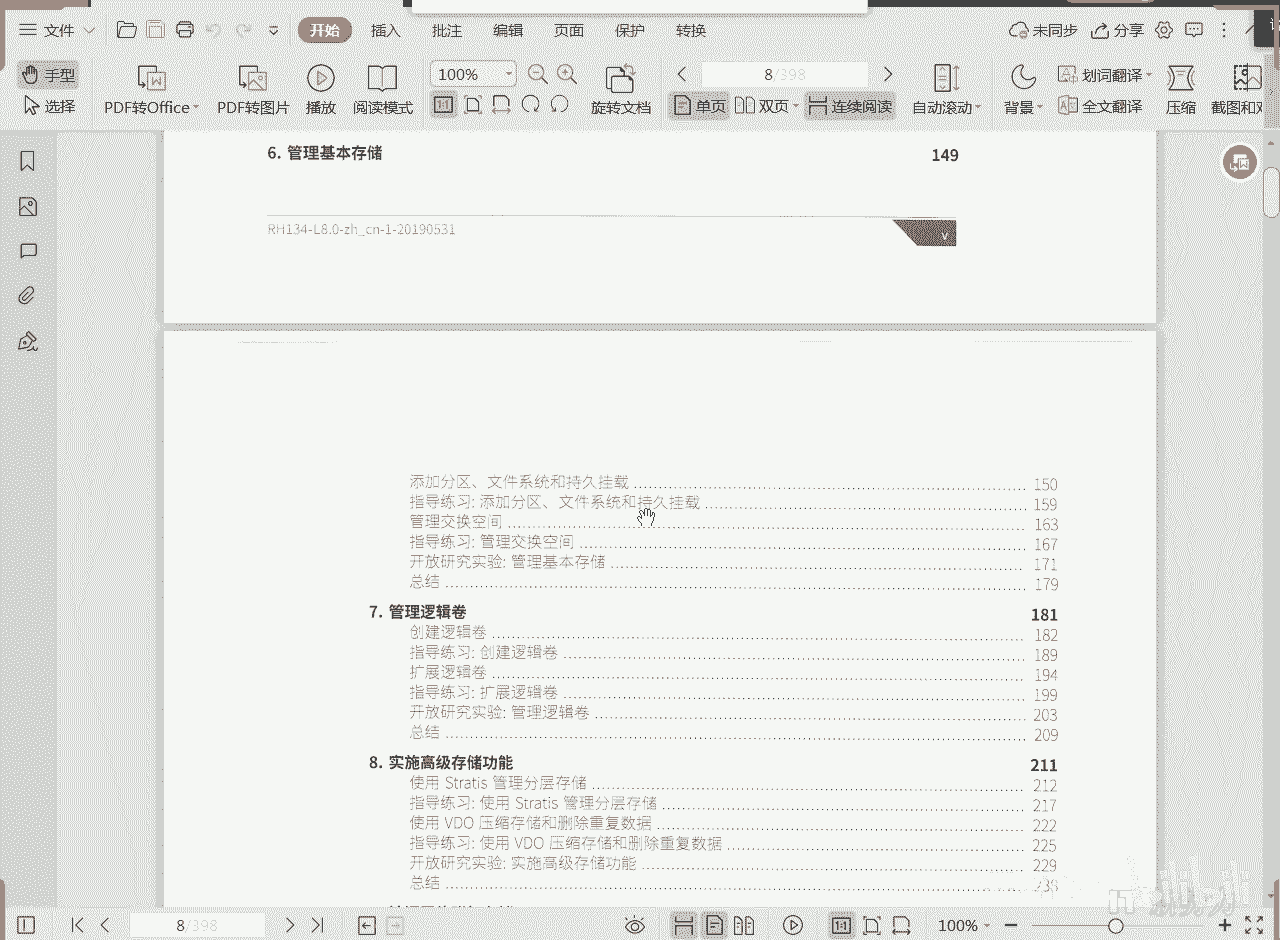 文件
开始
插入
批注
编辑
页面
保护
转换
未同步
分享
手型
选择
PDF转Office
PDF转图片
播放
阅读模式
100%
1:1
旋转文档
8/398
单页
双页
连续阅读
自动滚动
背景
划词翻译
全文翻译
压缩
6. 管理基本存储 149
RH134-L8.0-zh_cn-1-20190531 v
添加分区、文件系统和持久挂载 150
指导练习: 添加分区、文件系统和持久挂载 159
管理交换空间 163
指导练习: 管理交换空间 167
开放研究实验: 管理基本存储 171
总结 179
7. 管理逻辑卷 181
创建逻辑卷 182
指导练习: 创建逻辑卷 189
扩展逻辑卷 194
指导练习: 扩展逻辑卷 199
开放研究实验: 管理逻辑卷 203
总结 209
8. 实施高级存储功能 211
使用 Stratis 管理分层存储 212
指导练习: 使用 Stratis 管理分层存储 217
使用 VDO 压缩存储和删除重复数据 222
指导练习: 使用 VDO 压缩存储和删除重复数据 225
开放研究实验: 实施高级存储功能 229
总结
8/398
1:1
100%